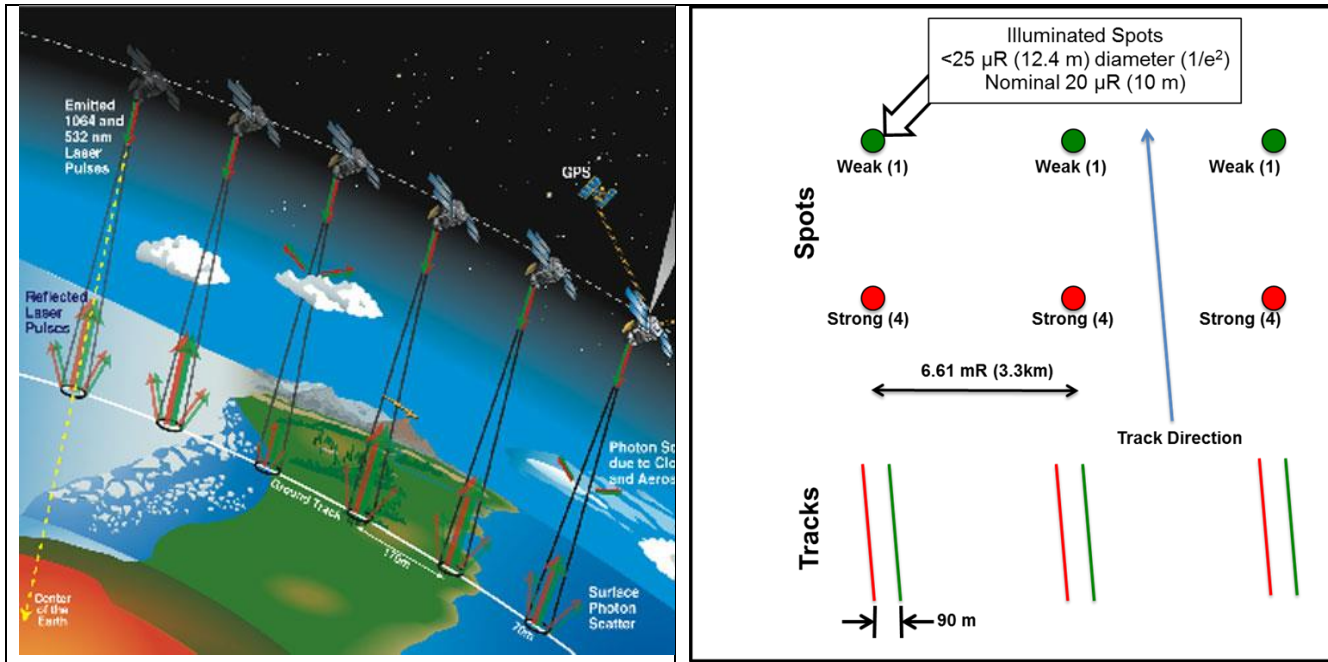 Emitted
1064 and
532 nm
Laser
Pulses
GPS
Reflected
Laser
Pulses
Photon
due to
and
Ground Track
170m
70m
Center
of the
Earth
Surface
Photon
Scatter
Illuminated Spots
<25 µR (12.4 m) diameter (1/e²)
Nominal 20 µR (10 m)
Spots
Weak (1)
Weak (1)
Weak (1)
Strong (4)
Strong (4)
Strong (4)
6.61 mR (3.3km)
Track Direction
Tracks
90 m